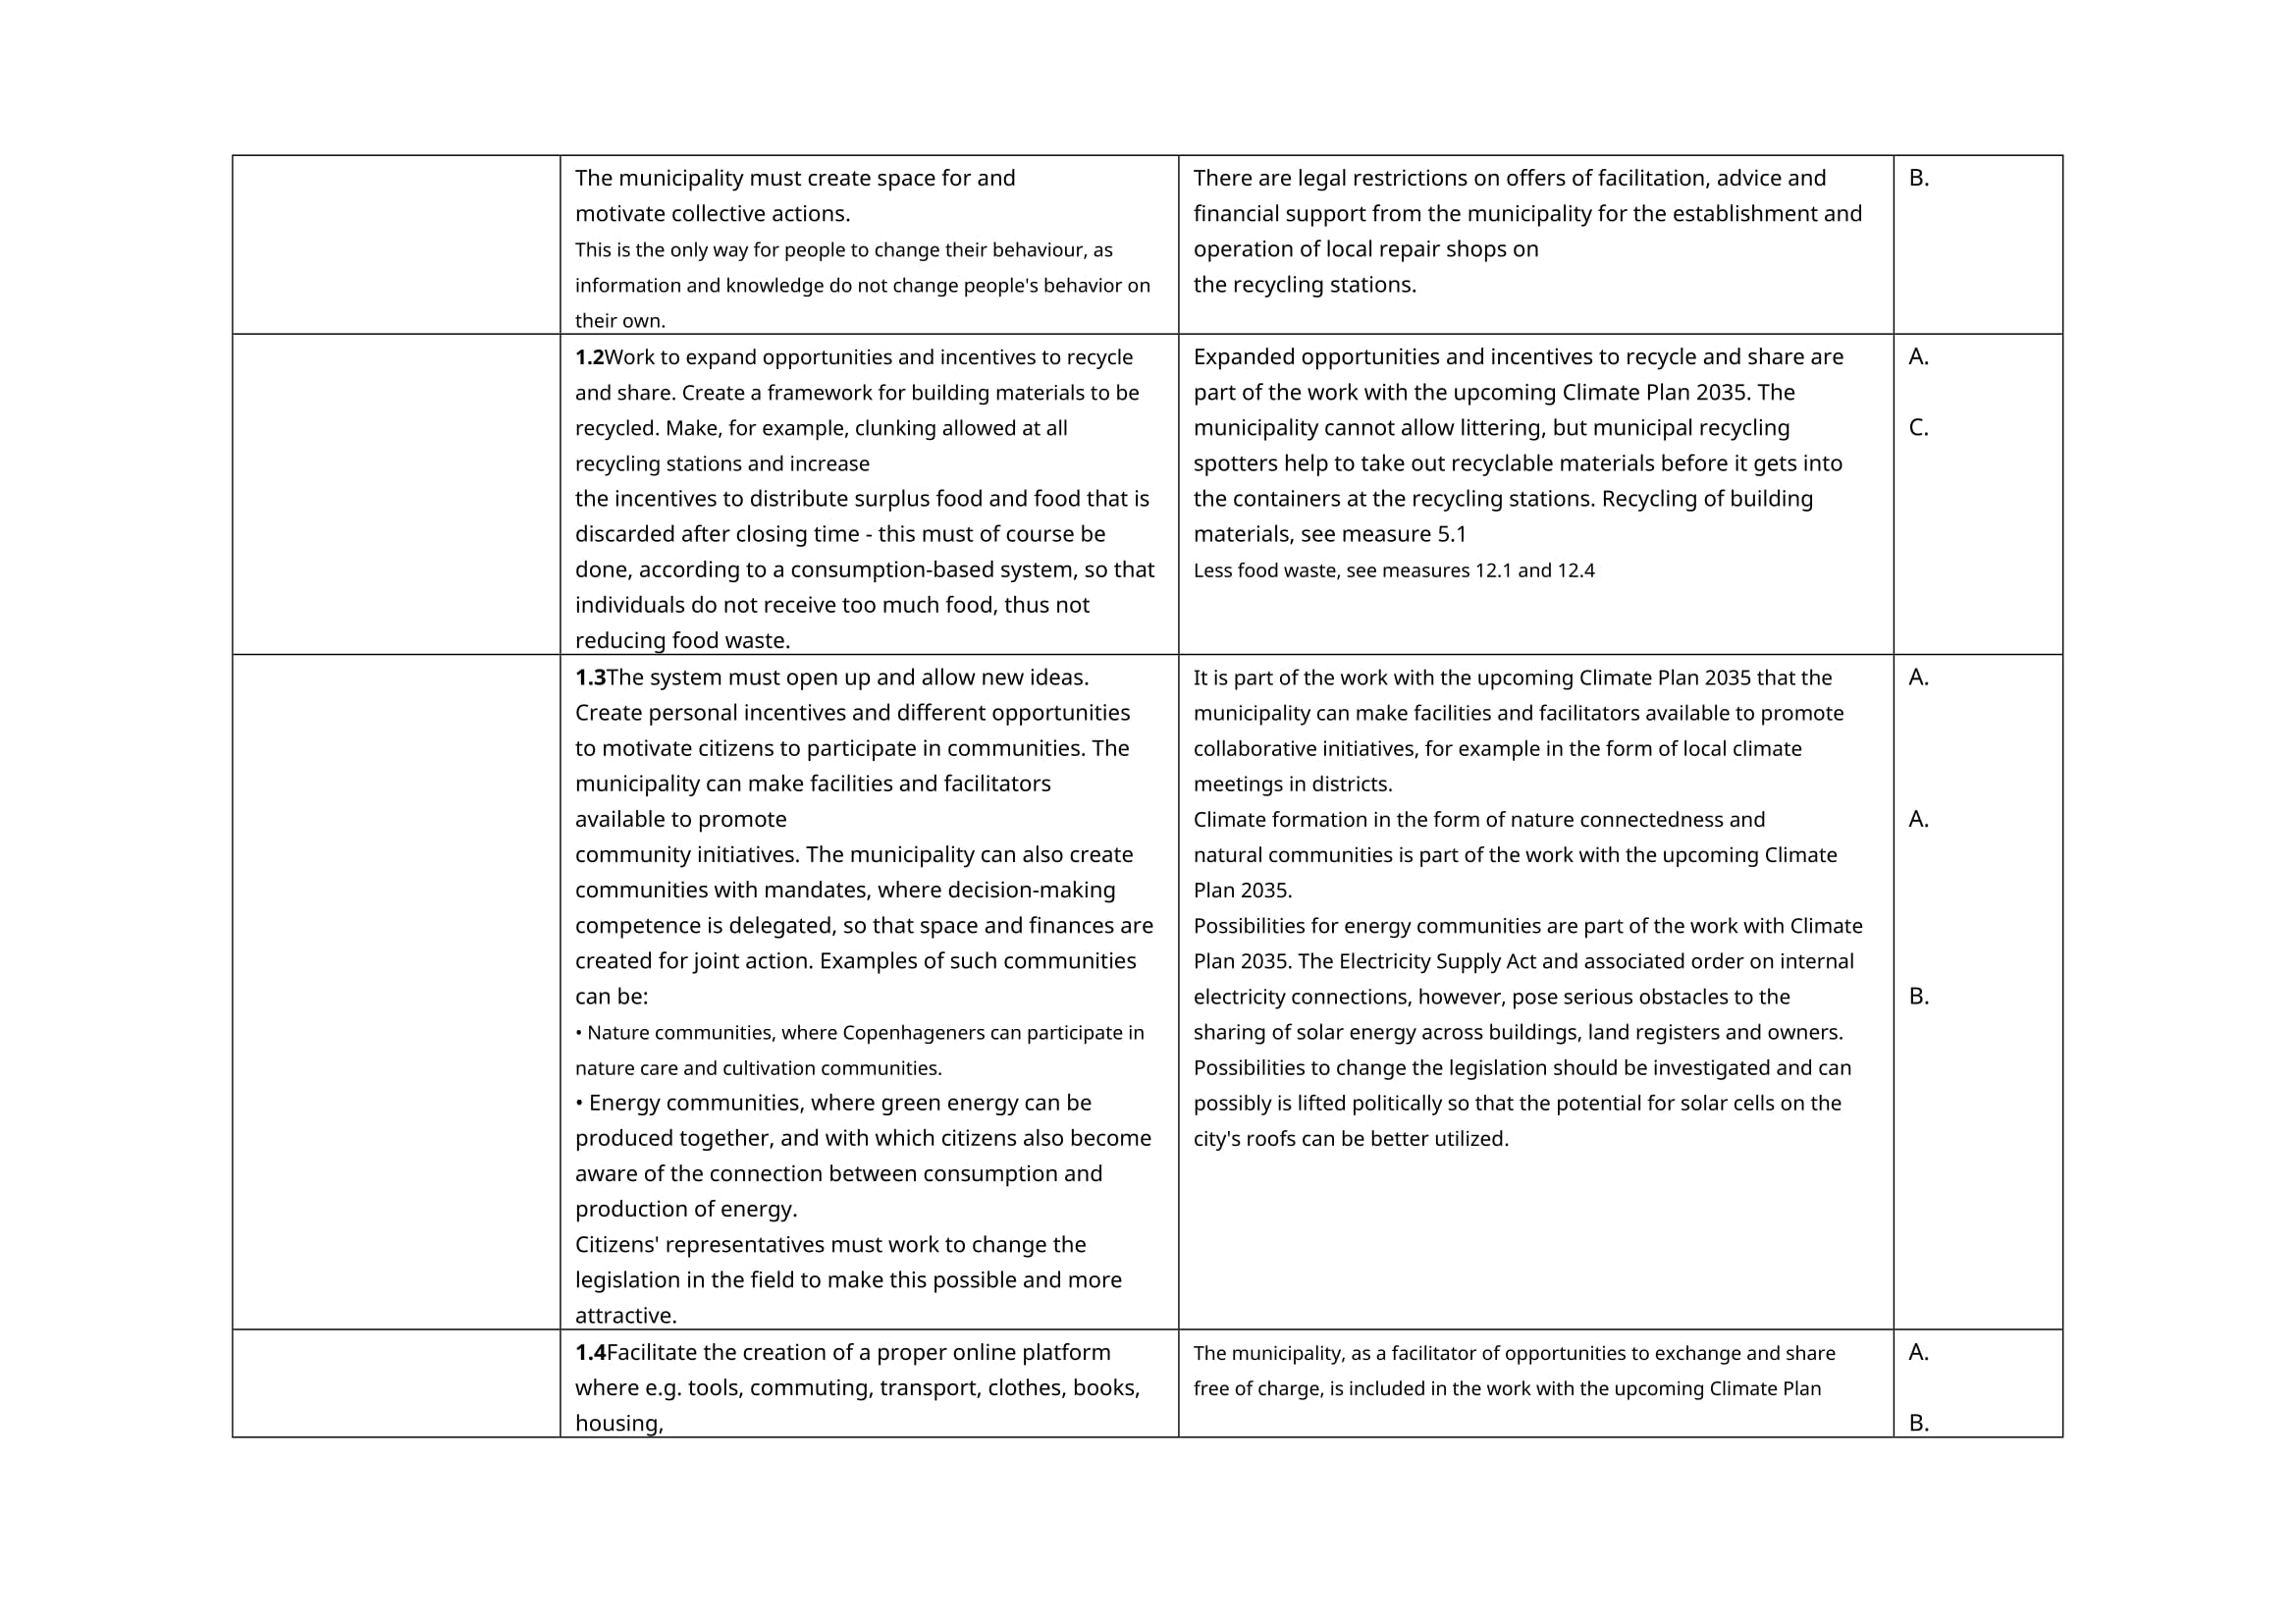 The municipality must create space for and
motivate collective actions.
This is the only way for people to change their behaviour, as
information and knowledge do not change people's behavior on
their own.
There are legal restrictions on offers of facilitation, advice and
financial support from the municipality for the establishment and
operation of local repair shops on
the recycling stations.
B.
1.2Work to expand opportunities and incentives to recycle
and share. Create a framework for building materials to be
recycled. Make, for example, clunking allowed at all
recycling stations and increase
the incentives to distribute surplus food and food that is
discarded after closing time - this must of course be
done, according to a consumption-based system, so that
individuals do not receive too much food, thus not
reducing food waste.
Expanded opportunities and incentives to recycle and share are
part of the work with the upcoming Climate Plan 2035. The
municipality cannot allow littering, but municipal recycling
spotters help to take out recyclable materials before it gets into
the containers at the recycling stations. Recycling of building
materials, see measure 5.1
Less food waste, see measures 12.1 and 12.4
A.
C.
1.3The system must open up and allow new ideas.
Create personal incentives and different opportunities
to motivate citizens to participate in communities. The
municipality can make facilities and facilitators
available to promote
community initiatives. The municipality can also create
communities with mandates, where decision-making
competence is delegated, so that space and finances are
created for joint action. Examples of such communities
can be:
• Nature communities, where Copenhageners can participate in
nature care and cultivation communities.
• Energy communities, where green energy can be
produced together, and with which citizens also become
aware of the connection between consumption and
production of energy.
Citizens' representatives must work to change the
legislation in the field to make this possible and more
attractive.
It is part of the work with the upcoming Climate Plan 2035 that the
municipality can make facilities and facilitators available to promote
collaborative initiatives, for example in the form of local climate
meetings in districts.
Climate formation in the form of nature connectedness and
natural communities is part of the work with the upcoming Climate
Plan 2035.
Possibilities for energy communities are part of the work with Climate
Plan 2035. The Electricity Supply Act and associated order on internal
electricity connections, however, pose serious obstacles to the
sharing of solar energy across buildings, land registers and owners.
Possibilities to change the legislation should be investigated and can
possibly is lifted politically so that the potential for solar cells on the
city's roofs can be better utilized.
A.
A.
B.
1.4Facilitate the creation of a proper online platform
where e.g. tools, commuting, transport, clothes, books,
housing,
The municipality, as a facilitator of opportunities to exchange and share
free of charge, is included in the work with the upcoming Climate Plan
A.
B.